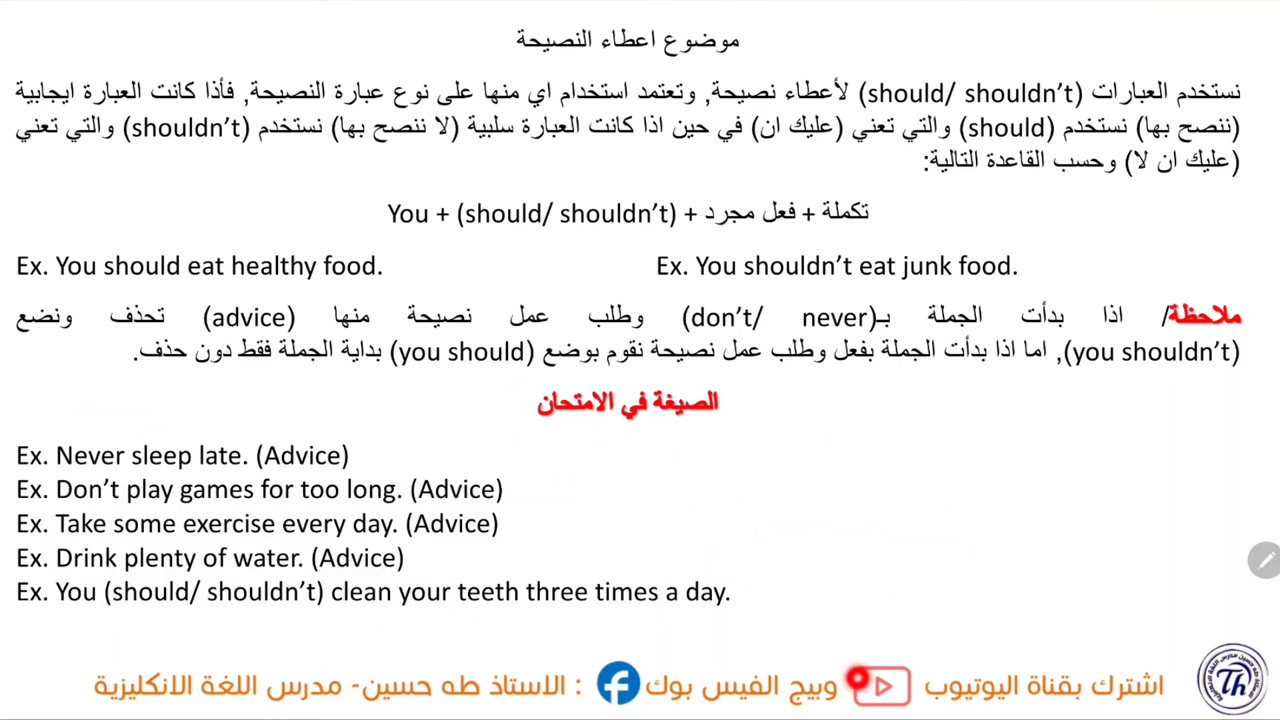 موضوع اعطاء النصيحة
نستخدم العبارات (should/ shouldn't) لأعطاء نصيحة, وتعتمد استخدام اي منها على نوع عبارة النصيحة, فأذا كانت العبارة ايجابية
(ننصح بها) نستخدم (should) والتي تعني (عليك ان) في حين اذا كانت العبارة سلبية (لا ننصح بها) نستخدم (shouldn't) والتي تعني
(عليك ان لا) وحسب القاعدة التالية:
You + (should/ shouldn't) + فعل مجرد + تكملة
Ex. You should eat healthy food. Ex. You shouldn't eat junk food.
ملاحظة/ اذا بدأت الجملة بـ(don't/ never) وطلب عمل نصيحة منها (advice) تحذف ونضع
(you shouldn't), اما اذا بدأت الجملة بفعل وطلب عمل نصيحة نقوم بوضع (you should) بداية الجملة فقط دون حذف.
الصيغة في الامتحان
Ex. Never sleep late. (Advice)
Ex. Don't play games for too long. (Advice)
Ex. Take some exercise every day. (Advice)
Ex. Drink plenty of water. (Advice)
Ex. You (should/ shouldn't) clean your teeth three times a day.
اشترك بقناة اليوتيوب وبيج الفيس بوك : الاستاذ طه حسين- مدرس اللغة الانكليزية
Th